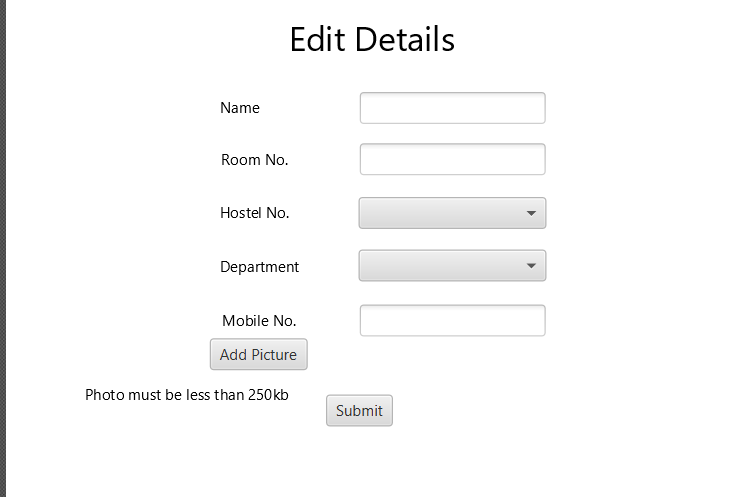 Edit Details
Name
Room No.
Hostel No.
Department
Mobile No.
Add Picture
Photo must be less than 250kb
Submit